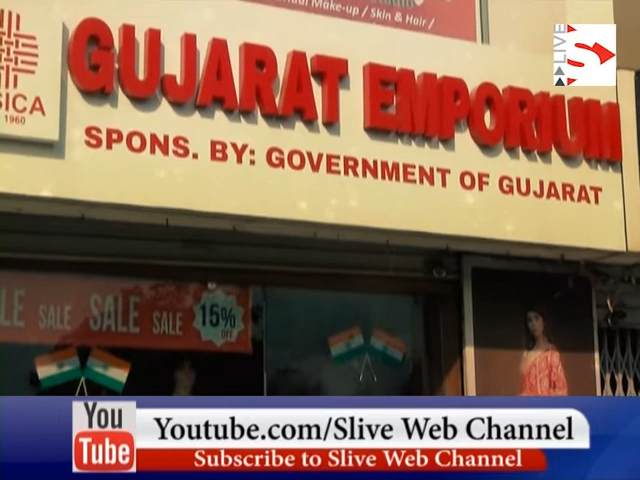 Make-up / Skin & Hair /
LIVE S
GUJARAT EMPORIUM
SICA
1960
SPONS. BY: GOVERNMENT OF GUJARAT
SALE SALE SALE 15%
OFF
You
Tube
Youtube.com/Slive Web Channel
Subscribe to Slive Web Channel